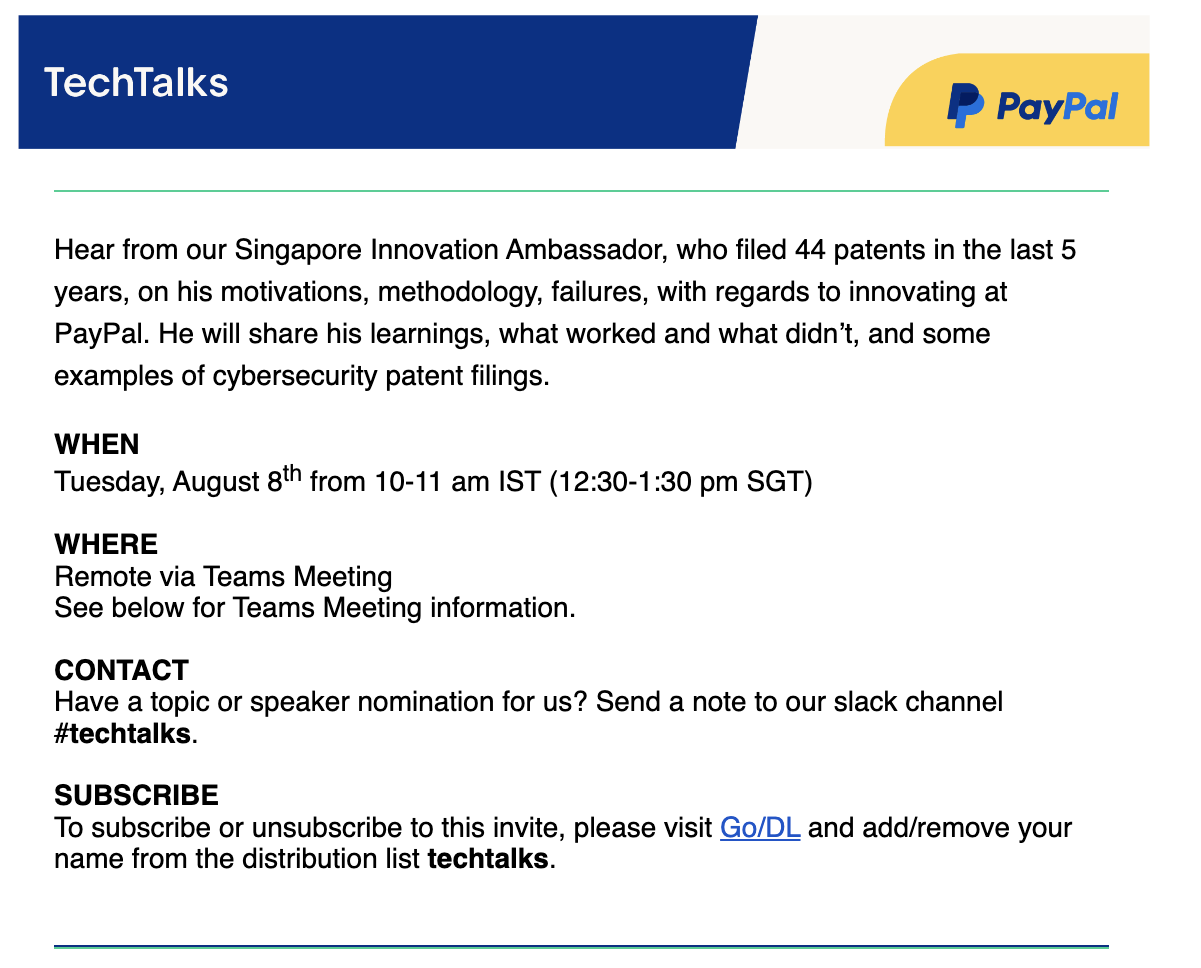 TechTalks
PayPal
Hear from our Singapore Innovation Ambassador, who filed 44 patents in the last 5
years, on his motivations, methodology, failures, with regards to innovating at
PayPal. He will share his learnings, what worked and what didn’t, and some
examples of cybersecurity patent filings.
WHEN
Tuesday, August 8th from 10-11 am IST (12:30-1:30 pm SGT)
WHERE
Remote via Teams Meeting
See below for Teams Meeting information.
CONTACT
Have a topic or speaker nomination for us? Send a note to our slack channel
#techtalks.
SUBSCRIBE
To subscribe or unsubscribe to this invite, please visit Go/DL and add/remove your
name from the distribution list techtalks.